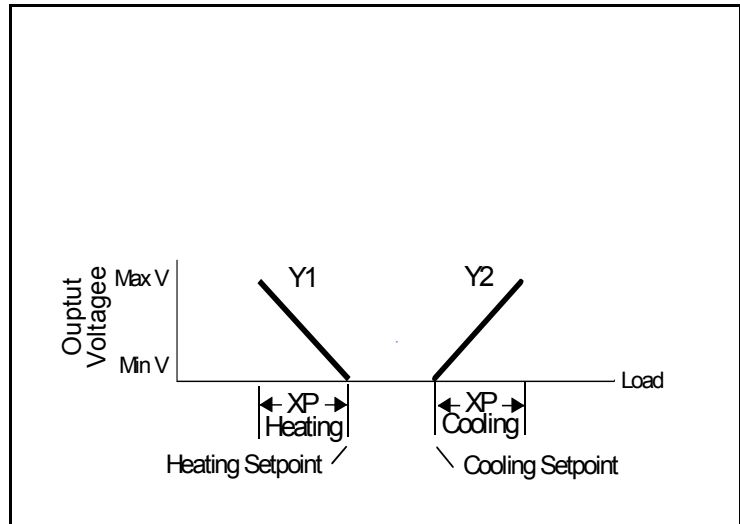 Ouptut
Voltagee
Max V
Y1
Y2
Min V
Load
XP
Heating
XP
Cooling
Heating Setpoint
Cooling Setpoint